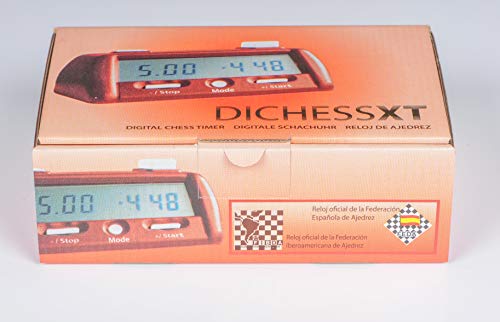 5.00 4 48
-/Stop Mode +/Start
DICHESSXT
DIGITAL CHESS TIMER DIGITALE SCHACHUHR RELOJ DE AJEDREZ
5.00 4 48
/Stop Mode +/Start
Reloj oficial de la Federación
Española de Ajedrez
Reloj oficial de la Federación
Iberoamericana de Ajedrez